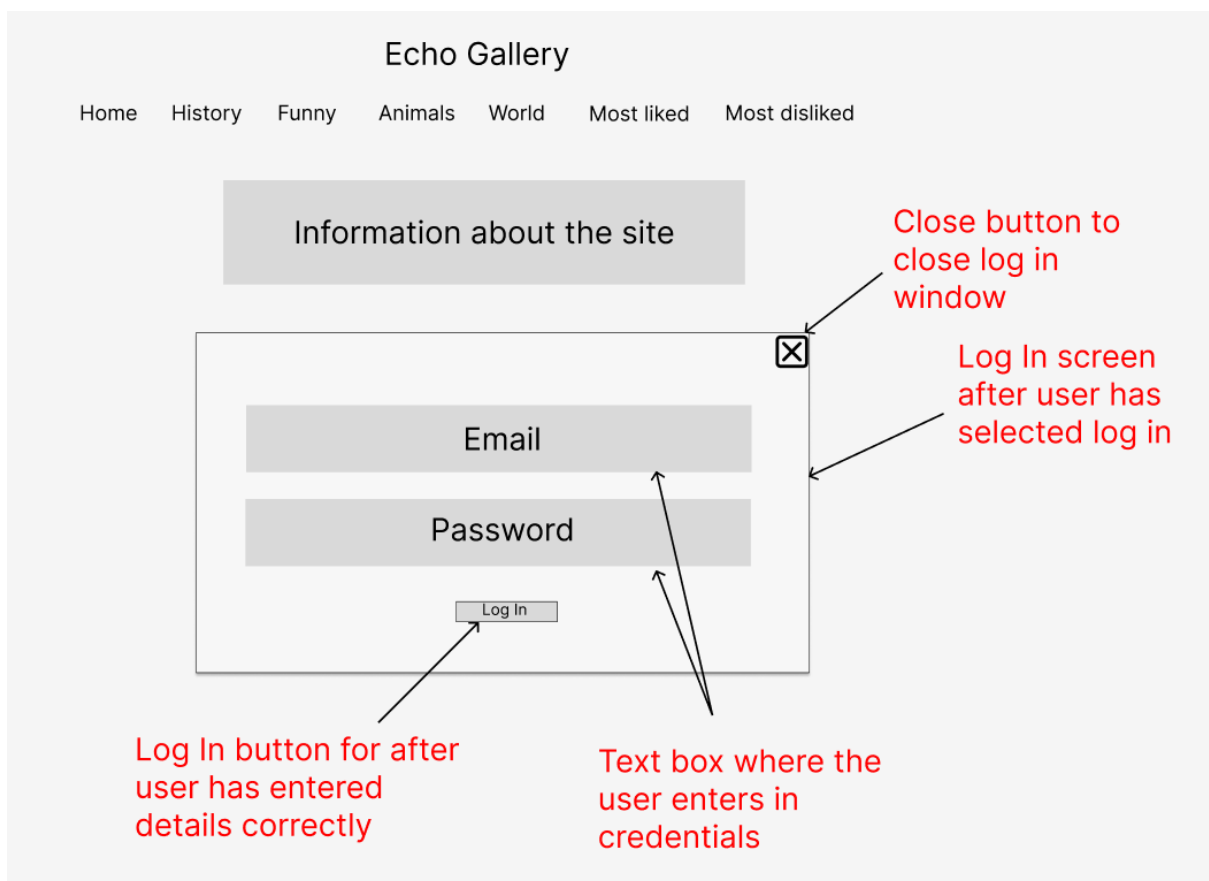 Echo Gallery
Home History Funny Animals World Most liked Most disliked
Information about the site
Close button to
close log in
window
Log In screen
after user has
selected log in
Email
Password
Log In
Log In button for after
user has entered
details correctly
Text box where the
user enters in
credentials